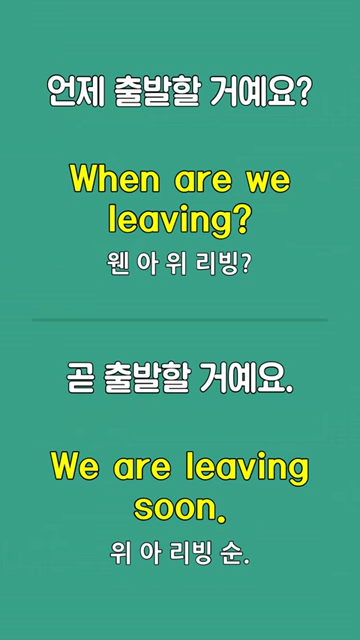 언제 출발할 거예요?
When are we
leaving?
웬 아 위 리빙?
곧 출발할 거예요.
We are leaving
soon.
위 아 리빙 순.